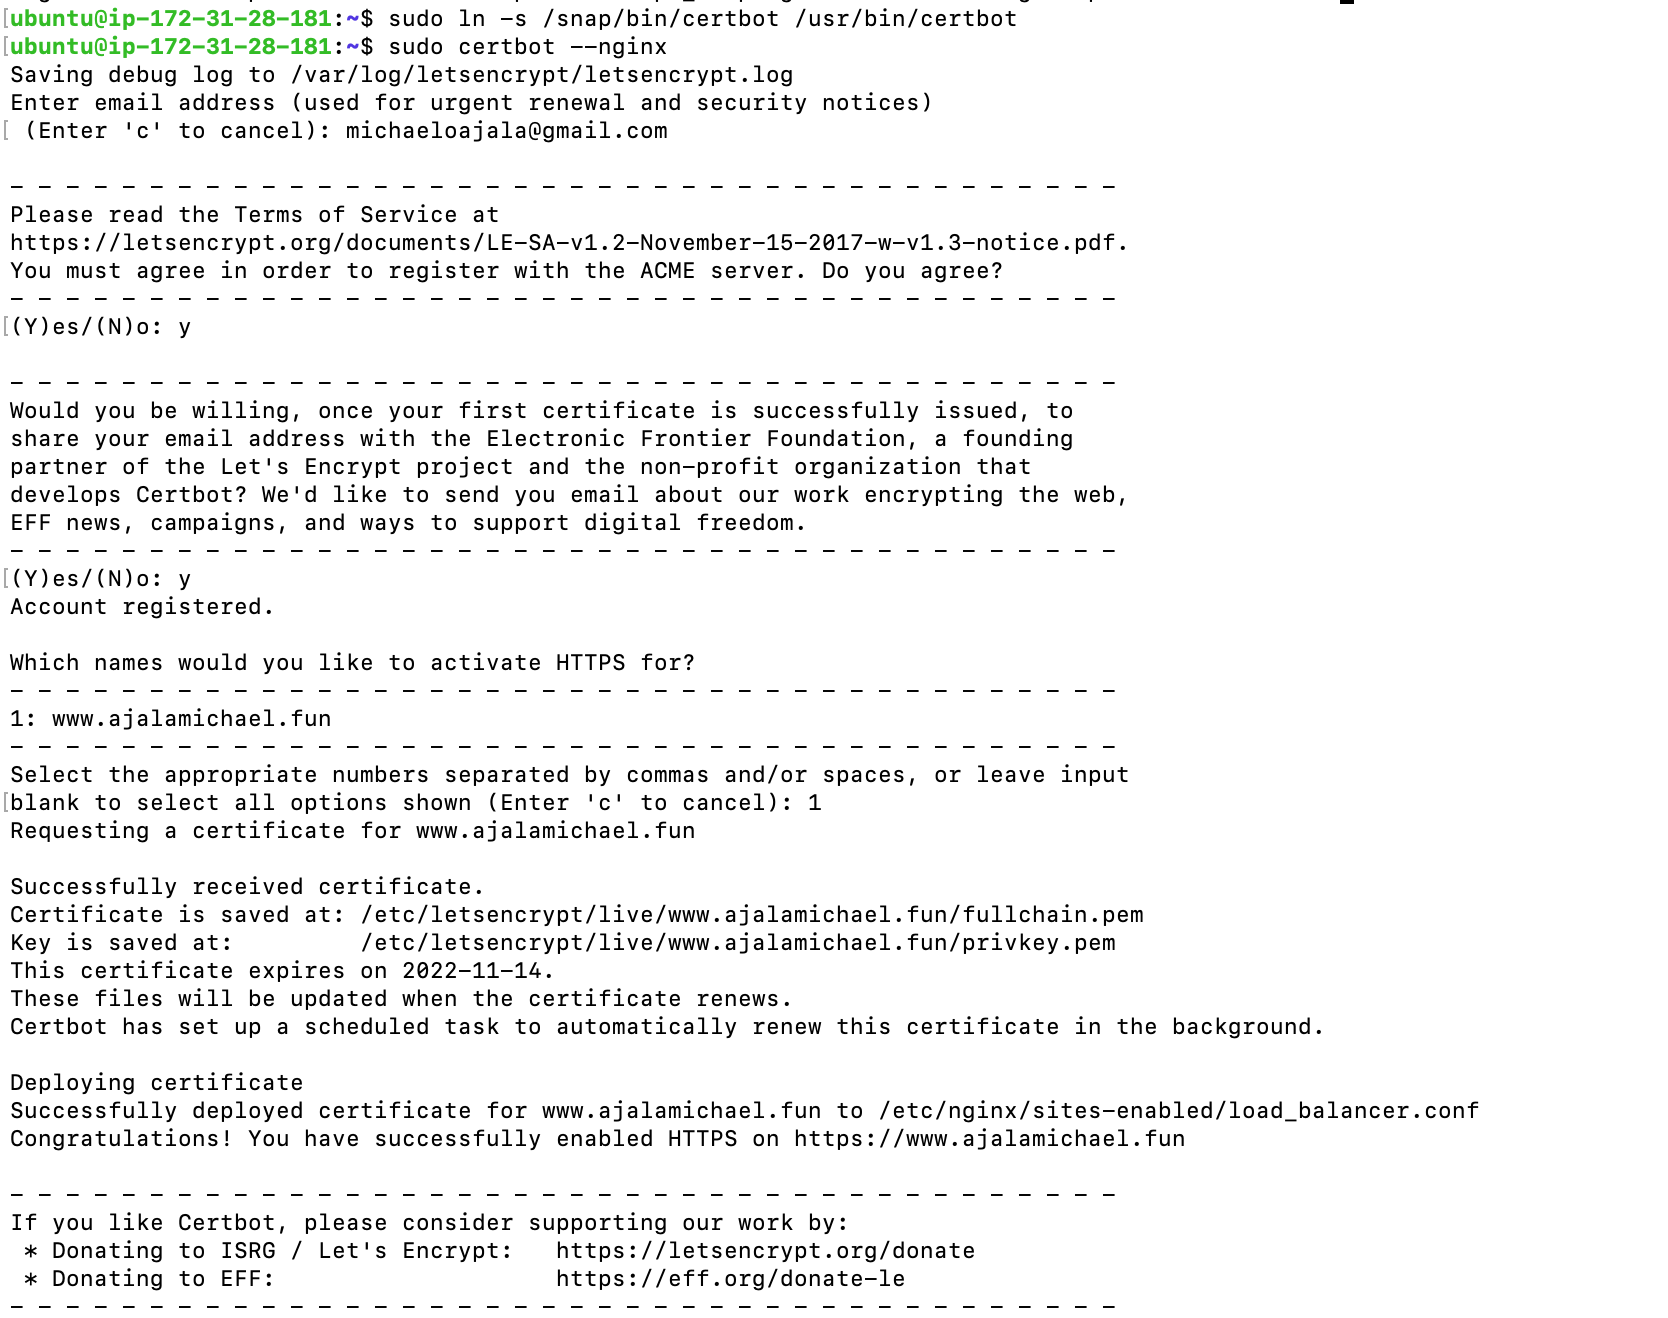 ubuntu@ip-172-31-28-181:~$ sudo ln -s /snap/bin/certbot /usr/bin/certbot
ubuntu@ip-172-31-28-181:~$ sudo certbot --nginx
Saving debug log to /var/log/letsencrypt/letsencrypt.log
Enter email address (used for urgent renewal and security notices)
(Enter 'c' to cancel): michaeloajala@gmail.com
- - - - - - - - - - - - - - - - - - - - - - - - - - - - - - - - - - - - - - - -
Please read the Terms of Service at
https://letsencrypt.org/documents/LE-SA-v1.2-November-15-2017-w-v1.3-notice.pdf.
You must agree in order to register with the ACME server. Do you agree?
- - - - - - - - - - - - - - - - - - - - - - - - - - - - - - - - - - - - - - - -
(Y)es/(N)o: y
- - - - - - - - - - - - - - - - - - - - - - - - - - - - - - - - - - - - - - - -
Would you be willing, once your first certificate is successfully issued, to
share your email address with the Electronic Frontier Foundation, a founding
partner of the Let's Encrypt project and the non-profit organization that
develops Certbot? We'd like to send you email about our work encrypting the web,
EFF news, campaigns, and ways to support digital freedom.
- - - - - - - - - - - - - - - - - - - - - - - - - - - - - - - - - - - - - - - -
(Y)es/(N)o: y
Account registered.
Which names would you like to activate HTTPS for?
- - - - - - - - - - - - - - - - - - - - - - - - - - - - - - - - - - - - - - - -
1: www.ajalamichael.fun
- - - - - - - - - - - - - - - - - - - - - - - - - - - - - - - - - - - - - - - -
Select the appropriate numbers separated by commas and/or spaces, or leave input
blank to select all options shown (Enter 'c' to cancel): 1
Requesting a certificate for www.ajalamichael.fun
Successfully received certificate.
Certificate is saved at: /etc/letsencrypt/live/www.ajalamichael.fun/fullchain.pem
Key is saved at:         /etc/letsencrypt/live/www.ajalamichael.fun/privkey.pem
This certificate expires on 2022-11-14.
These files will be updated when the certificate renews.
Certbot has set up a scheduled task to automatically renew this certificate in the background.
Deploying certificate
Successfully deployed certificate for www.ajalamichael.fun to /etc/nginx/sites-enabled/load_balancer.conf
Congratulations! You have successfully enabled HTTPS on https://www.ajalamichael.fun
- - - - - - - - - - - - - - - - - - - - - - - - - - - - - - - - - - - - - - - -
If you like Certbot, please consider supporting our work by:
* Donating to ISRG / Let's Encrypt:   https://letsencrypt.org/donate
* Donating to EFF:                    https://eff.org/donate-le
- - - - - - - - - - - - - - - - - - - - - - - - - - - - - - - - - - - - - - - -